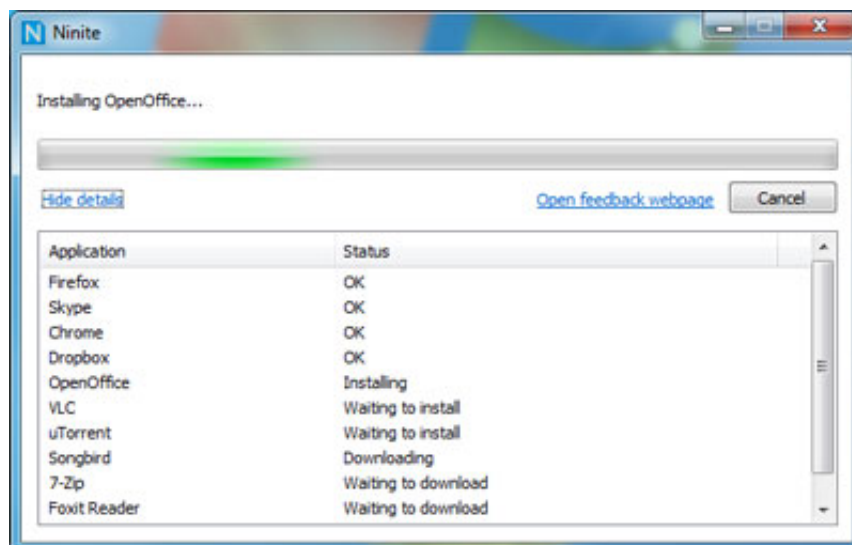 Ninite
Installing OpenOffice...
Hide details Open feedback webpage Cancel
Application Status
Firefox OK
Skype OK
Chrome OK
Dropbox OK
OpenOffice Installing
VLC Waiting to install
uTorrent Waiting to install
Songbird Downloading
7-Zip Waiting to download
Foxit Reader Waiting to download